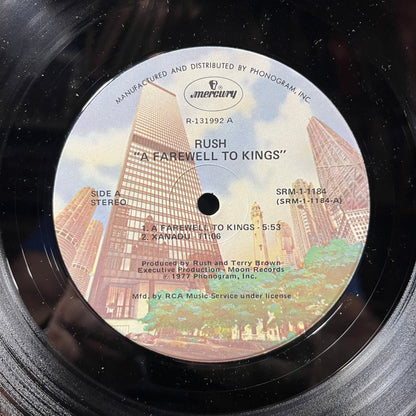 MANUFACTURED AND DISTRIBUTED BY PHONOGRAM, INC.
mercury
R-131992 A
RUSH
"A FAREWELL TO KINGS"
SIDE A
STEREO
SRM-1-1184
(SRM-1-1184-A)
1. A FAREWELL TO KINGS - 5:53
2. XANADU - 11:06
Produced by Rush and Terry Brown
Executive Production - Moon Records
℗ 1977 Phonogram, Inc.
Mfd. by RCA Music Service under license